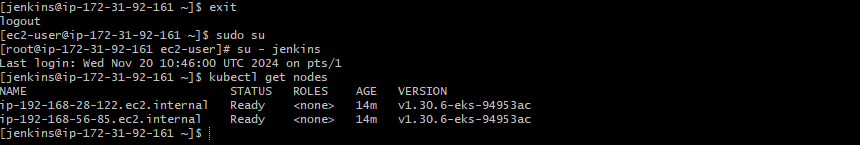 [jenkins@ip-172-31-92-161 ~]$ exit
logout
[ec2-user@ip-172-31-92-161 ~]$ sudo su
[root@ip-172-31-92-161 ec2-user]# su - jenkins
Last login: Wed Nov 20 10:46:00 UTC 2024 on pts/1
[jenkins@ip-172-31-92-161 ~]$ kubectl get nodes
NAME STATUS ROLES AGE VERSION
ip-192-168-28-122.ec2.internal Ready <none> 14m v1.30.6-eks-94953ac
ip-192-168-56-85.ec2.internal Ready <none> 14m v1.30.6-eks-94953ac
[jenkins@ip-172-31-92-161 ~]$